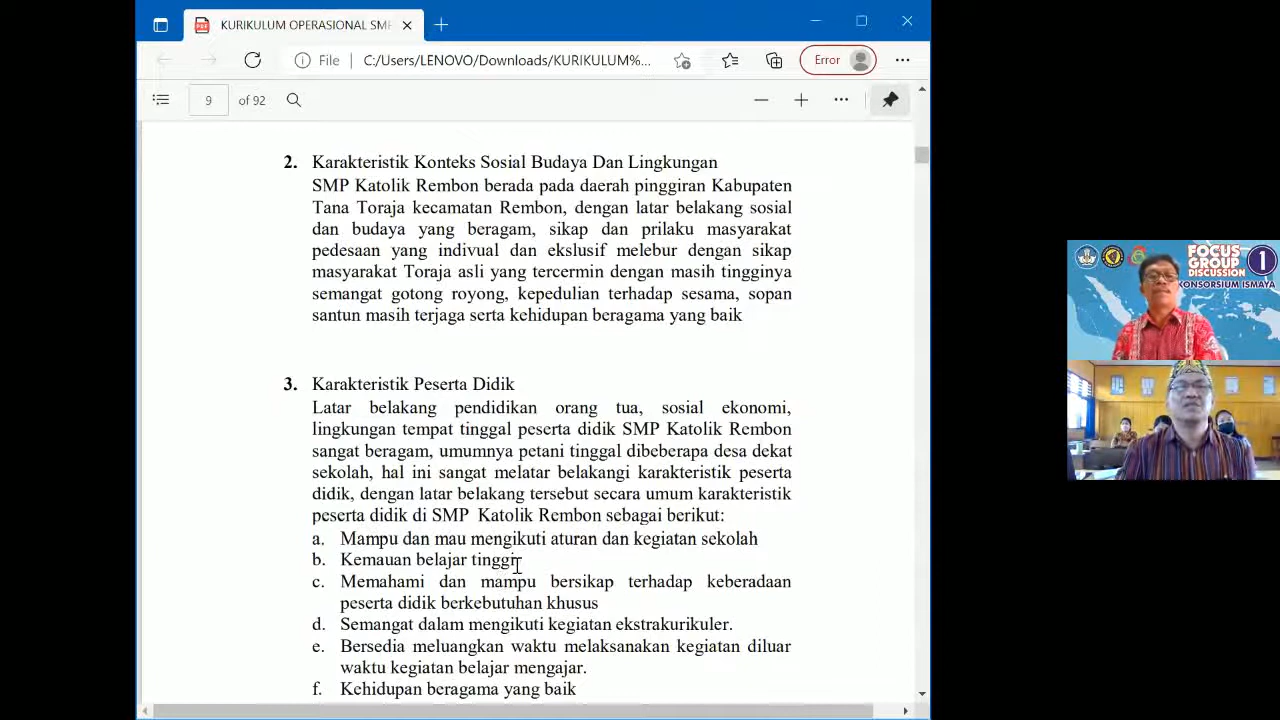 KURIKULUM OPERASIONAL SMP
File
C:/Users/LENOVO/Downloads/KURIKULUM%...
Error
9 of 92
2. Karakteristik Konteks Sosial Budaya Dan Lingkungan
SMP Katolik Rembon berada pada daerah pinggiran Kabupaten
Tana Toraja kecamatan Rembon, dengan latar belakang sosial
dan budaya yang beragam, sikap dan prilaku masyarakat
pedesaan yang indivual dan ekslusif melebur dengan sikap
masyarakat Toraja asli yang tercermin dengan masih tingginya
semangat gotong royong, kepedulian terhadap sesama, sopan
santun masih terjaga serta kehidupan beragama yang baik
3. Karakteristik Peserta Didik
Latar belakang pendidikan orang tua, sosial ekonomi,
lingkungan tempat tinggal peserta didik SMP Katolik Rembon
sangat beragam, umumnya petani tinggal dibeberapa desa dekat
sekolah, hal ini sangat melatar belakangi karakteristik peserta
didik, dengan latar belakang tersebut secara umum karakteristik
peserta didik di SMP Katolik Rembon sebagai berikut:
a. Mampu dan mau mengikuti aturan dan kegiatan sekolah
b. Kemauan belajar tinggi
c. Memahami dan mampu bersikap terhadap keberadaan
peserta didik berkebutuhan khusus
d. Semangat dalam mengikuti kegiatan ekstrakurikuler.
e. Bersedia meluangkan waktu melaksanakan kegiatan diluar
waktu kegiatan belajar mengajar.
f. Kehidupan beragama yang baik
FOCUS
GROUP
DISCUSSION
1
KONSORSIUM ISMAYA